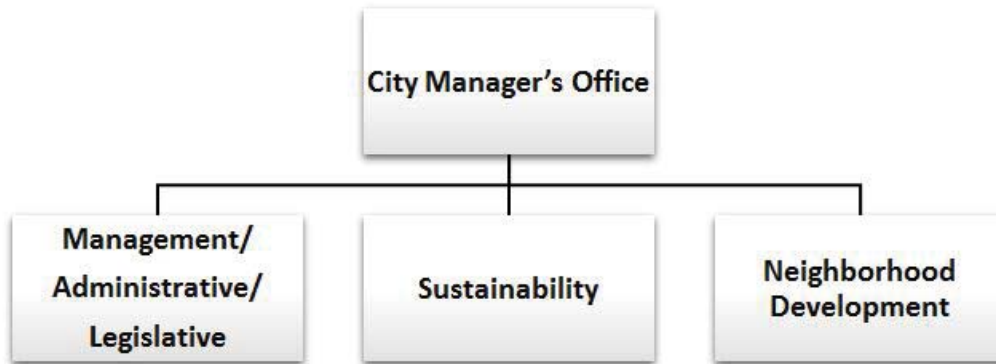 City Manager’s Office
Management/
Administrative/
Legislative
Sustainability
Neighborhood
Development